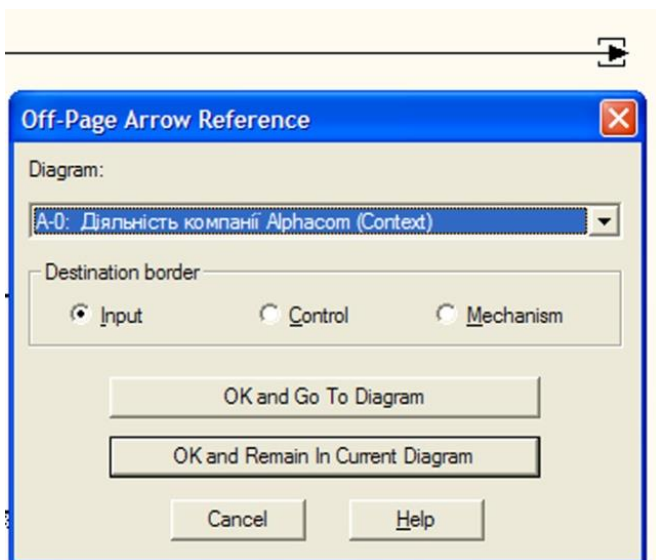 Off-Page Arrow Reference
Diagram:
A-0: Діяльність компанії Alphacom (Context)
Destination border
Input Control Mechanism
OK and Go To Diagram
OK and Remain In Current Diagram
Cancel Help